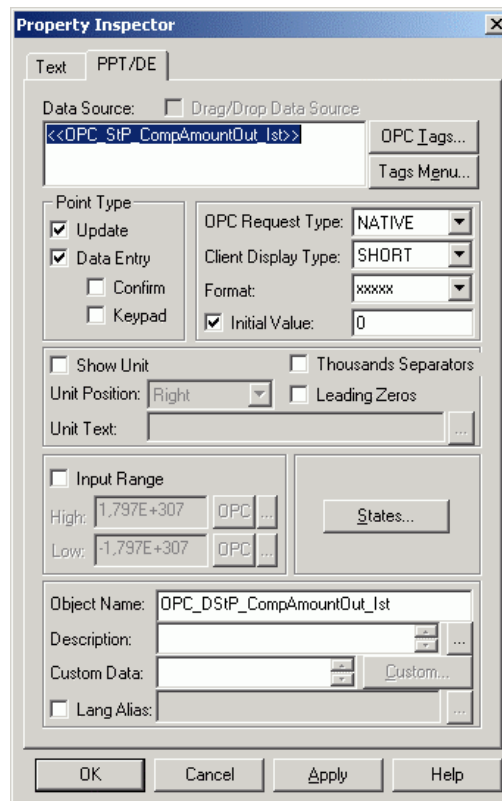 Property Inspector
Text PPT/DE
Data Source: Drag/Drop Data Source
<<OPC_StP_CompAmountOut_Ist>>
OPC Tags...
Tags Menu...
Point Type
Update
Data Entry
Confirm
Keypad
OPC Request Type: NATIVE
Client Display Type: SHORT
Format: xxxxx
Initial Value: 0
Show Unit Thousands Separators
Unit Position: Right Leading Zeros
Unit Text: ...
Input Range
High: 1,797E+307 OPC ...
Low: -1,797E+307 OPC ...
States...
Object Name: OPC_DStP_CompAmountOut_Ist
Description: ...
Custom Data: Custom...
Lang Alias: ...
OK Cancel Apply Help